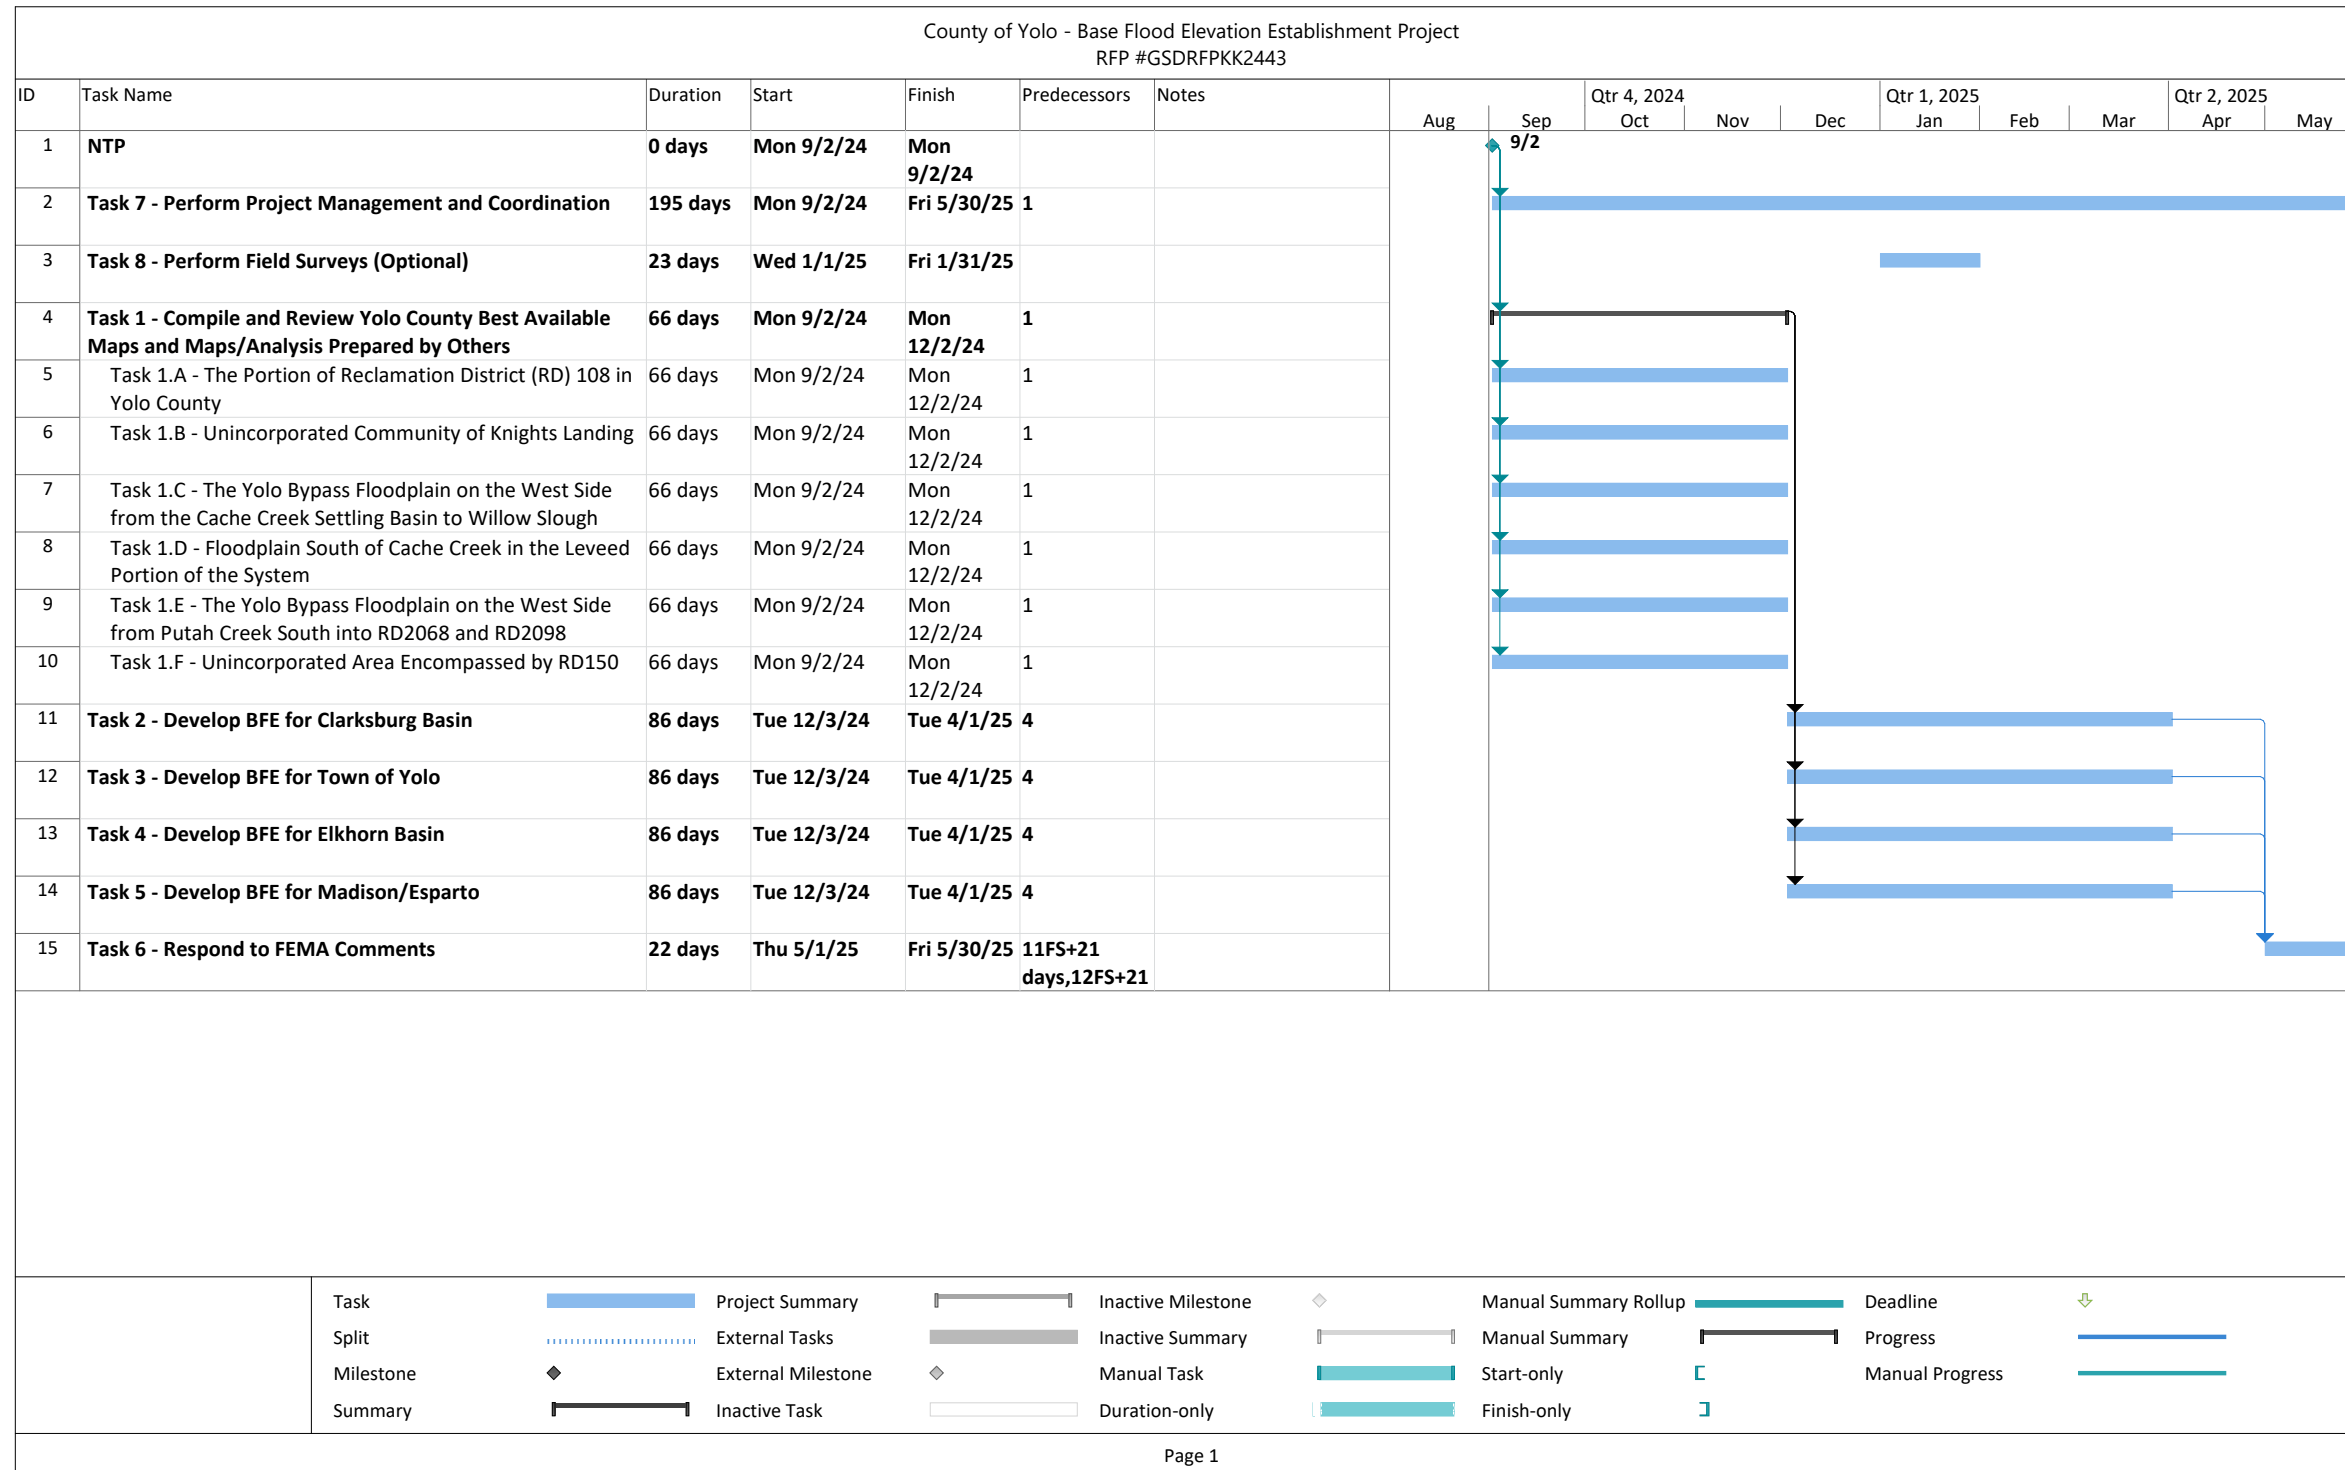 County of Yolo - Base Flood Elevation Establishment Project
RFP #GSDRFPKK2443
ID Task Name Duration Start Finish Predecessors Notes
Qtr 4, 2024 Qtr 1, 2025 Qtr 2, 2025
Aug Sep Oct Nov Dec Jan Feb Mar Apr May
1 NTP 0 days Mon 9/2/24 Mon 9/2
9/2/24
2 Task 7 - Perform Project Management and Coordination 195 days Mon 9/2/24 Fri 5/30/25 1
3 Task 8 - Perform Field Surveys (Optional) 23 days Wed 1/1/25 Fri 1/31/25
4 Task 1 - Compile and Review Yolo County Best Available 66 days Mon 9/2/24 Mon 1
Maps and Maps/Analysis Prepared by Others 12/2/24
5 Task 1.A - The Portion of Reclamation District (RD) 108 in 66 days Mon 9/2/24 Mon 1
Yolo County 12/2/24
6 Task 1.B - Unincorporated Community of Knights Landing 66 days Mon 9/2/24 Mon 1
12/2/24
7 Task 1.C - The Yolo Bypass Floodplain on the West Side 66 days Mon 9/2/24 Mon 1
from the Cache Creek Settling Basin to Willow Slough 12/2/24
8 Task 1.D - Floodplain South of Cache Creek in the Leveed 66 days Mon 9/2/24 Mon 1
Portion of the System 12/2/24
9 Task 1.E - The Yolo Bypass Floodplain on the West Side 66 days Mon 9/2/24 Mon 1
from Putah Creek South into RD2068 and RD2098 12/2/24
10 Task 1.F - Unincorporated Area Encompassed by RD150 66 days Mon 9/2/24 Mon 1
12/2/24
11 Task 2 - Develop BFE for Clarksburg Basin 86 days Tue 12/3/24 Tue 4/1/25 4
12 Task 3 - Develop BFE for Town of Yolo 86 days Tue 12/3/24 Tue 4/1/25 4
13 Task 4 - Develop BFE for Elkhorn Basin 86 days Tue 12/3/24 Tue 4/1/25 4
14 Task 5 - Develop BFE for Madison/Esparto 86 days Tue 12/3/24 Tue 4/1/25 4
15 Task 6 - Respond to FEMA Comments 22 days Thu 5/1/25 Fri 5/30/25 11FS+21
days,12FS+21
Task Project Summary Inactive Milestone Manual Summary Rollup Deadline
Split External Tasks Inactive Summary Manual Summary Progress
Milestone External Milestone Manual Task Start-only Manual Progress
Summary Inactive Task Duration-only Finish-only
Page 1